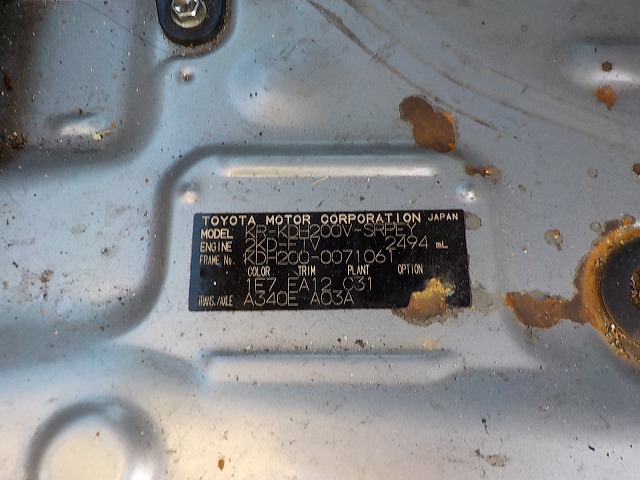 TOYOTA MOTOR CORPORATION JAPAN
MODEL KR-KDH200V-SRPEY
ENGINE 2KD-FTV 2494 mL
FRAME No. KDH200-0071061
COLOR TRIM PLANT OPTION
1E7 EA12 C31
TRANS./AXLE A340E A03A